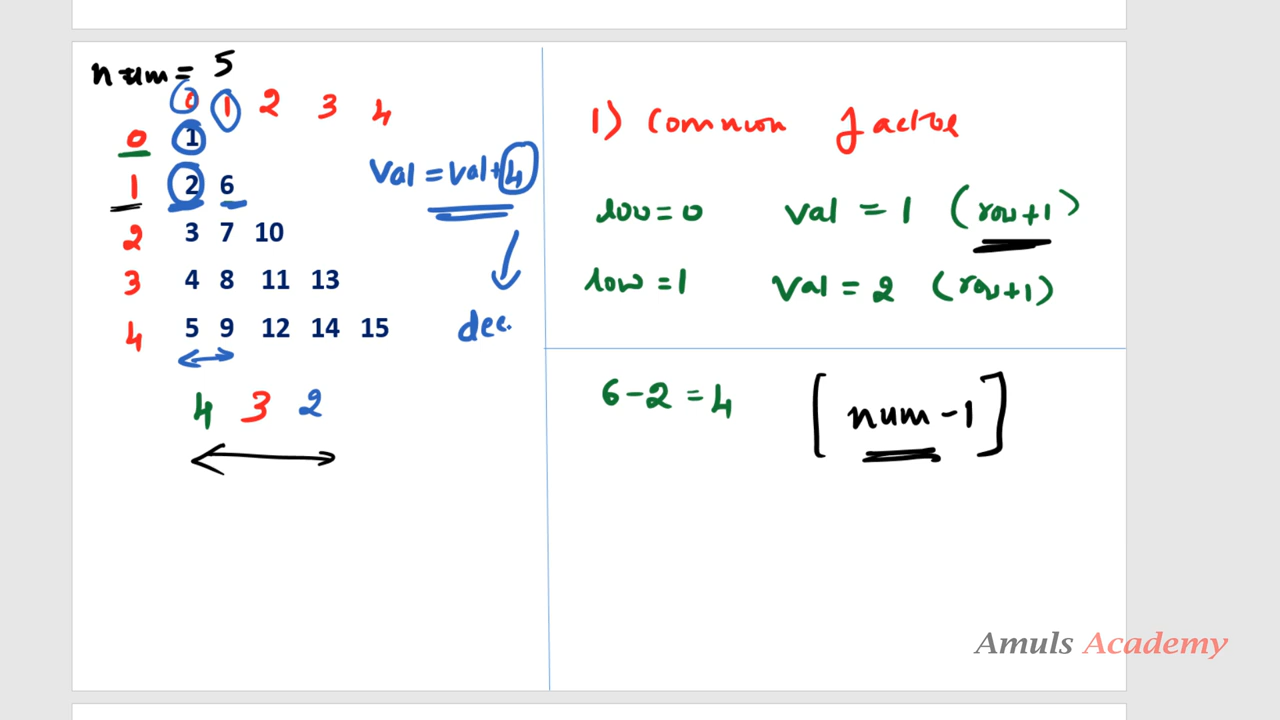 num = 5
0 1 2 3 4
0 1
1 2 6
2 3 7 10
3 4 8 11 13
4 5 9 12 14 15
val = val+4
dec.
4 3 2
1) Common factor
row = 0 val = 1 (row+1)
row = 1 val = 2 (row+1)
6-2 = 4 [num-1]
Amuls Academy